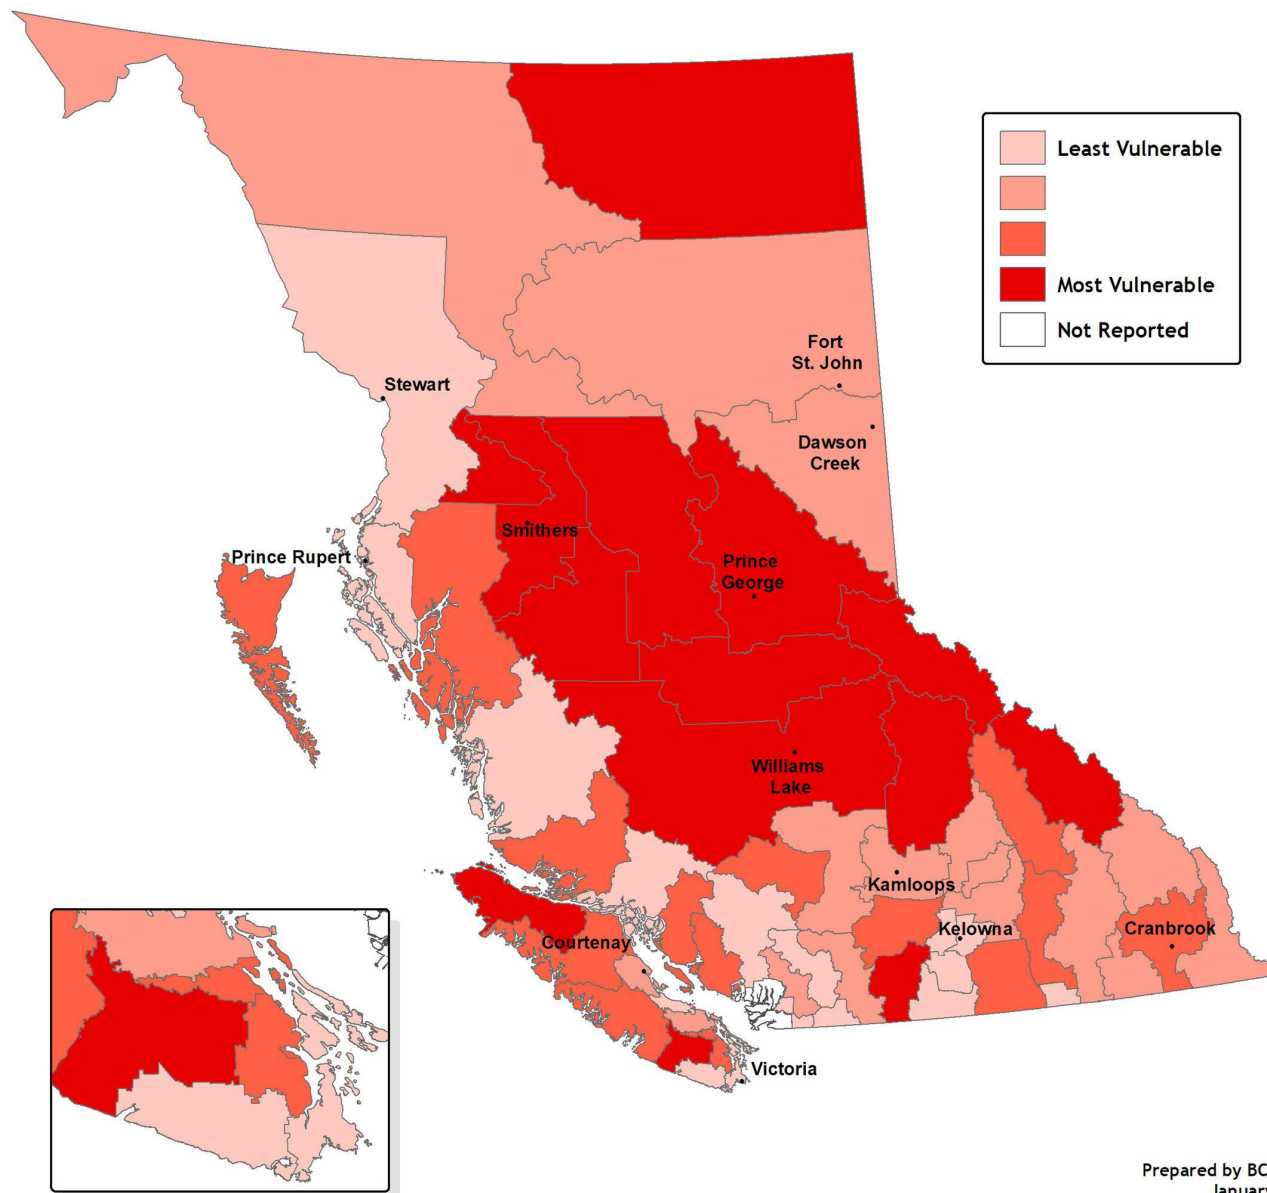 Least Vulnerable
Most Vulnerable
Not Reported
Fort
St. John
Stewart
Dawson
Creek
Smithers
Prince Rupert
Prince
George
Williams
Lake
Kamloops
Courtenay
Kelowna
Cranbrook
Victoria
Prepared by BC
January